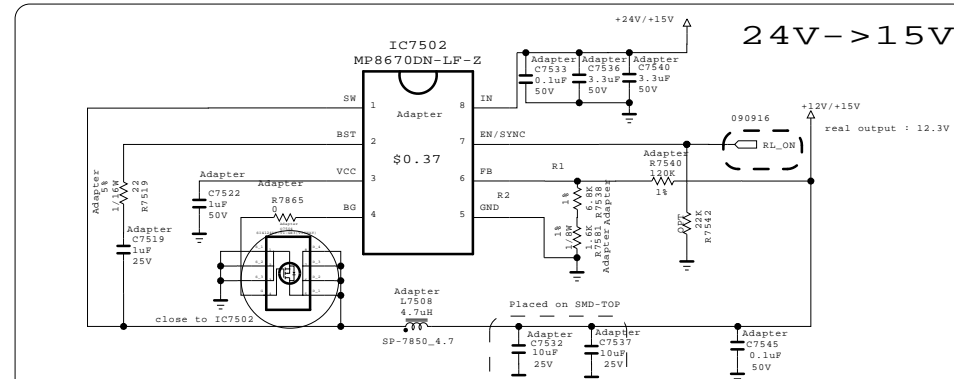 24V->15V
+24V/+15V
IC7502
MP8670DN-LF-Z
Adapter
C7533
0.1uF
50V
Adapter
C7536
3.3uF
50V
Adapter
C7540
3.3uF
50V
+12V/+15V
real output : 12.3V
SW
1
8
IN
Adapter
BST
2
7
EN/SYNC
090916
RL_ON
$0.37
VCC
3
6
FB
R1
Adapter
R7540
120K
1%
BG
4
5
GND
R2
1%
6.8K
R7538
Adapter
1%
1/8W
1.6K
R7581
Adapter
OPT
22K
R7542
Adapter
5%
1/16W
22
R7519
Adapter
C7522
1uF
50V
Adapter
R7865
0
Adapter
C7519
1uF
25V
close to IC7502
Adapter
L7508
4.7uH
SP-7850_4.7
Placed on SMD-TOP
Adapter
C7532
10uF
25V
Adapter
C7537
10uF
25V
Adapter
C7545
0.1uF
50V